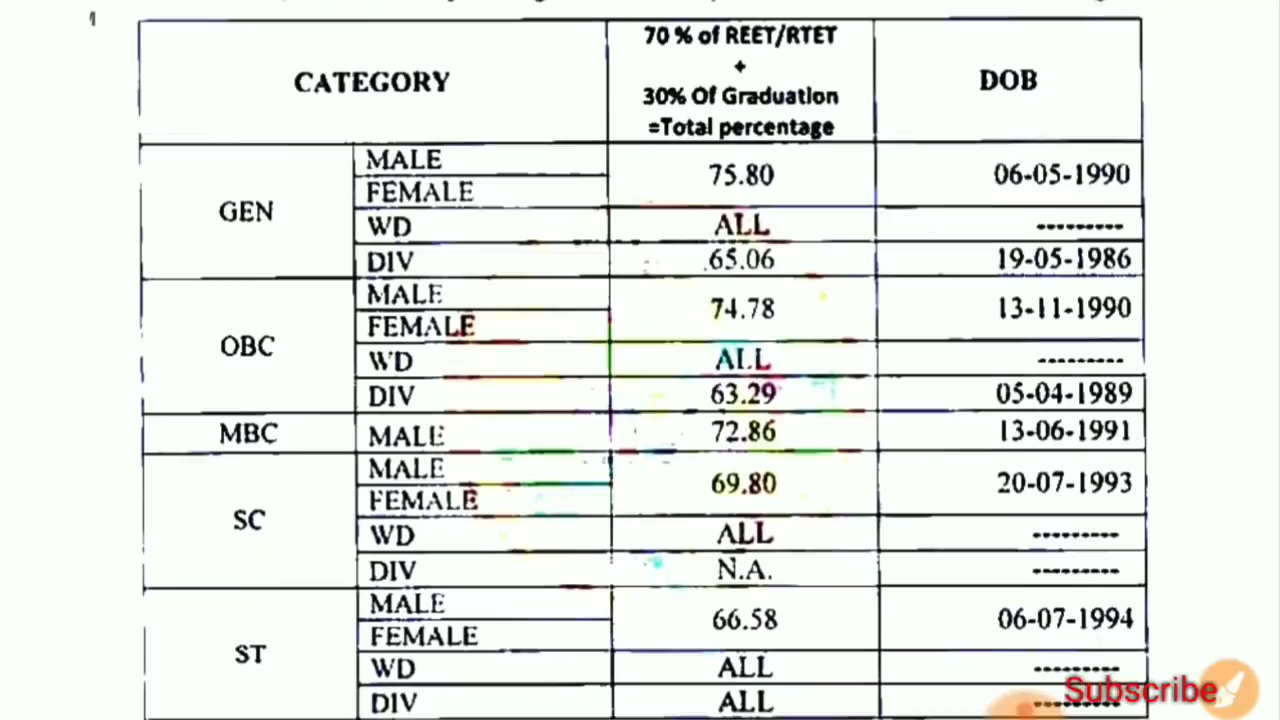 70 % of REET/RTET
+
30% Of Graduation
=Total percentage
CATEGORY
DOB
GEN
MALE
FEMALE
75.80 06-05-1990
WD ALL ---------
DIV 65.06 19-05-1986
OBC
MALE
FEMALE
74.78 13-11-1990
WD ALL ---------
DIV 63.29 05-04-1989
MBC MALE 72.86 13-06-1991
SC
MALE
FEMALE
69.80 20-07-1993
WD ALL ---------
DIV N.A. ---------
ST
MALE
FEMALE
66.58 06-07-1994
WD ALL ---------
DIV ALL ---------
Subscribe